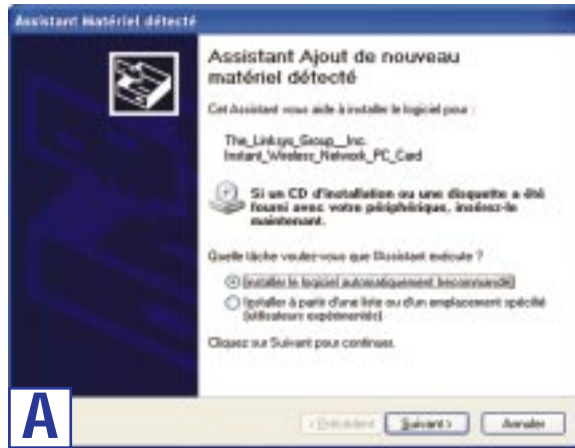 Assistant Matériel détecté
Assistant Ajout de nouveau
matériel détecté
Cet Assistant vous aide à installer le logiciel pour :
The_Linksys_Group__Inc.
Instant_Wireless_Network_PC_Card
Si un CD d'installation ou une disquette a été
fourni avec votre périphérique, insérez-le
maintenant.
Quelle tâche voulez-vous que l'Assistant exécute ?
Installer le logiciel automatiquement (recommandé)
Installer à partir d'une liste ou d'un emplacement spécifié
(utilisateurs expérimentés)
Cliquez sur Suivant pour continuer.
< Précédent Suivant > Annuler
A